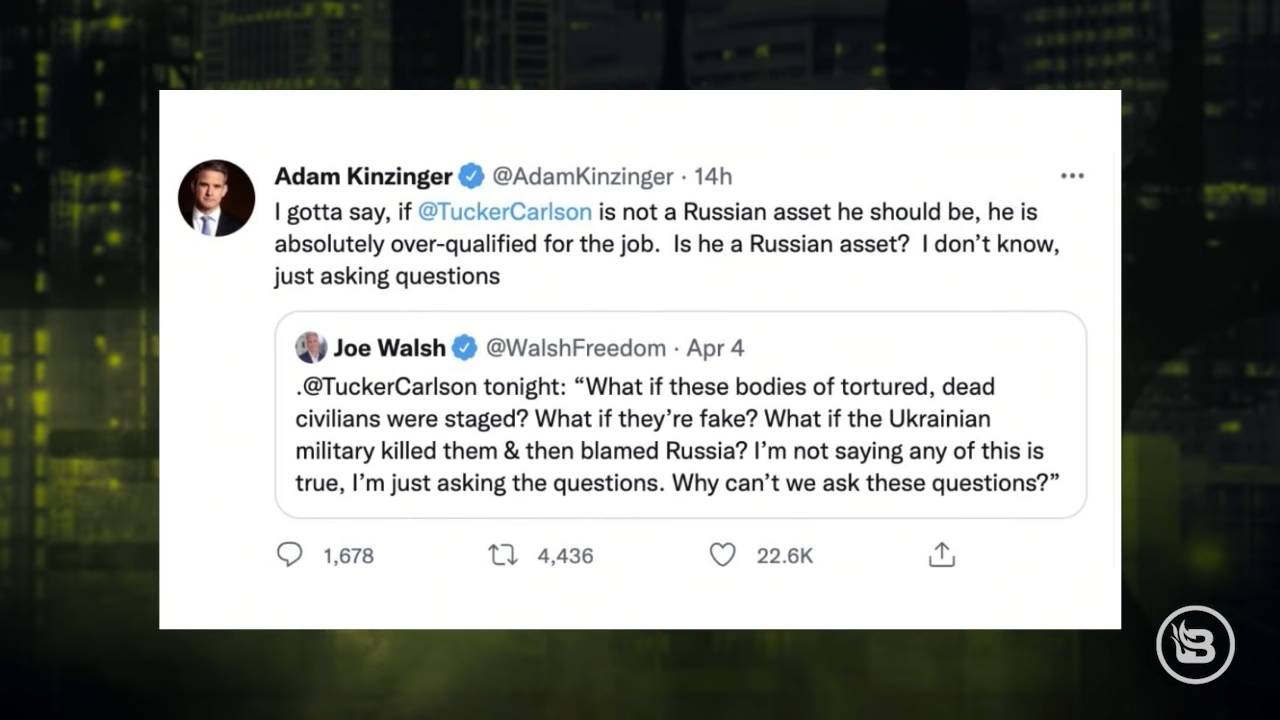 Adam Kinzinger @AdamKinzinger · 14h
I gotta say, if @TuckerCarlson is not a Russian asset he should be, he is
absolutely over-qualified for the job.  Is he a Russian asset?  I don’t know,
just asking questions
Joe Walsh @WalshFreedom · Apr 4
.@TuckerCarlson tonight: “What if these bodies of tortured, dead
civilians were staged? What if they’re fake? What if the Ukrainian
military killed them & then blamed Russia? I’m not saying any of this is
true, I’m just asking the questions. Why can’t we ask these questions?”
1,678 4,436 22.6K
B